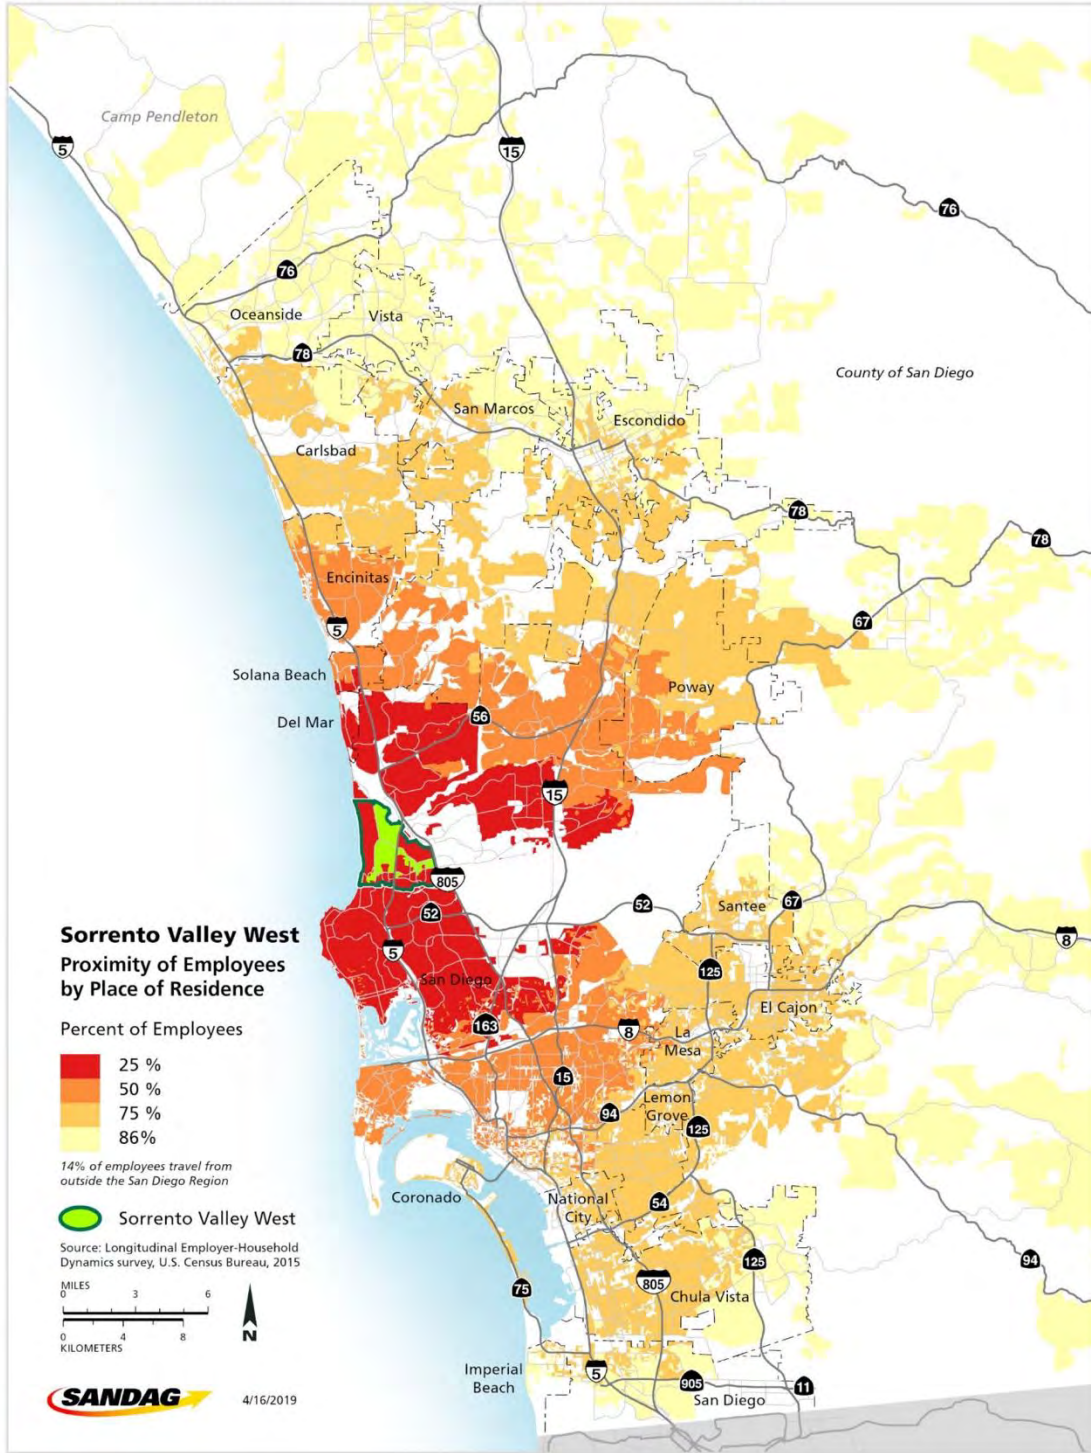 Camp Pendleton
5
15
76
76
Oceanside
Vista
78
County of San Diego
San Marcos
Escondido
Carlsbad
78
78
Encinitas
67
5
Solana Beach
Poway
Del Mar
56
15
805
52
52
Santee
67
8
5
125
San Diego
El Cajon
163
8
La
Mesa
15
94
Lemon
Grove
125
Coronado
National
City
54
125
94
805
75
Chula Vista
Imperial
Beach
5
905
11
San Diego
Sorrento Valley West
Proximity of Employees
by Place of Residence
Percent of Employees
25 %
50 %
75 %
86%
14% of employees travel from
outside the San Diego Region
Sorrento Valley West
Source: Longitudinal Employer-Household
Dynamics survey, U.S. Census Bureau, 2015
MILES
0 3 6
0 4 8
KILOMETERS
N
SANDAG
4/16/2019